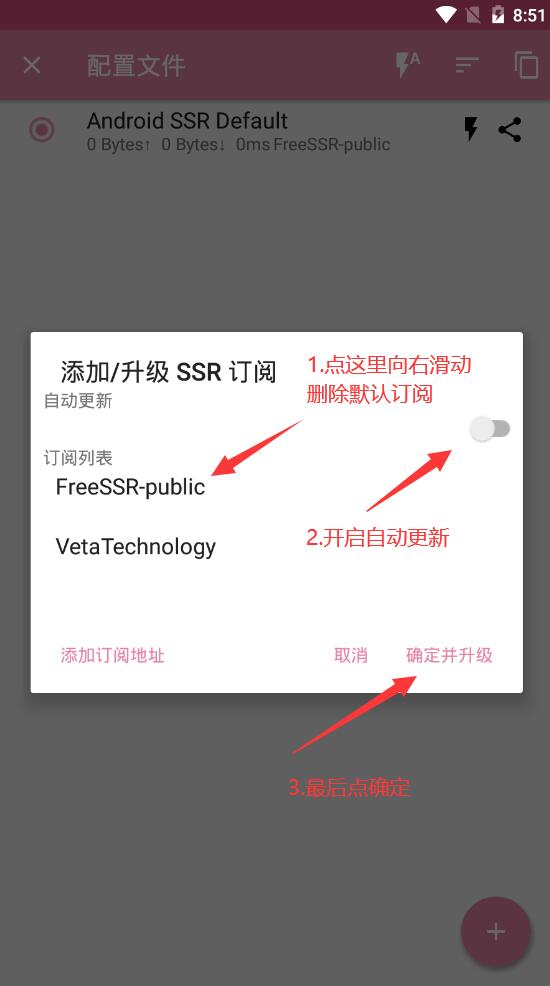 8:51
配置文件
A
Android SSR Default
0 Bytes↑ 0 Bytes↓ 0ms FreeSSR-public
添加/升级 SSR 订阅
1.点这里向右滑动
删除默认订阅
自动更新
订阅列表
FreeSSR-public
2.开启自动更新
VetaTechnology
添加订阅地址
取消
确定并升级
3.最后点确定